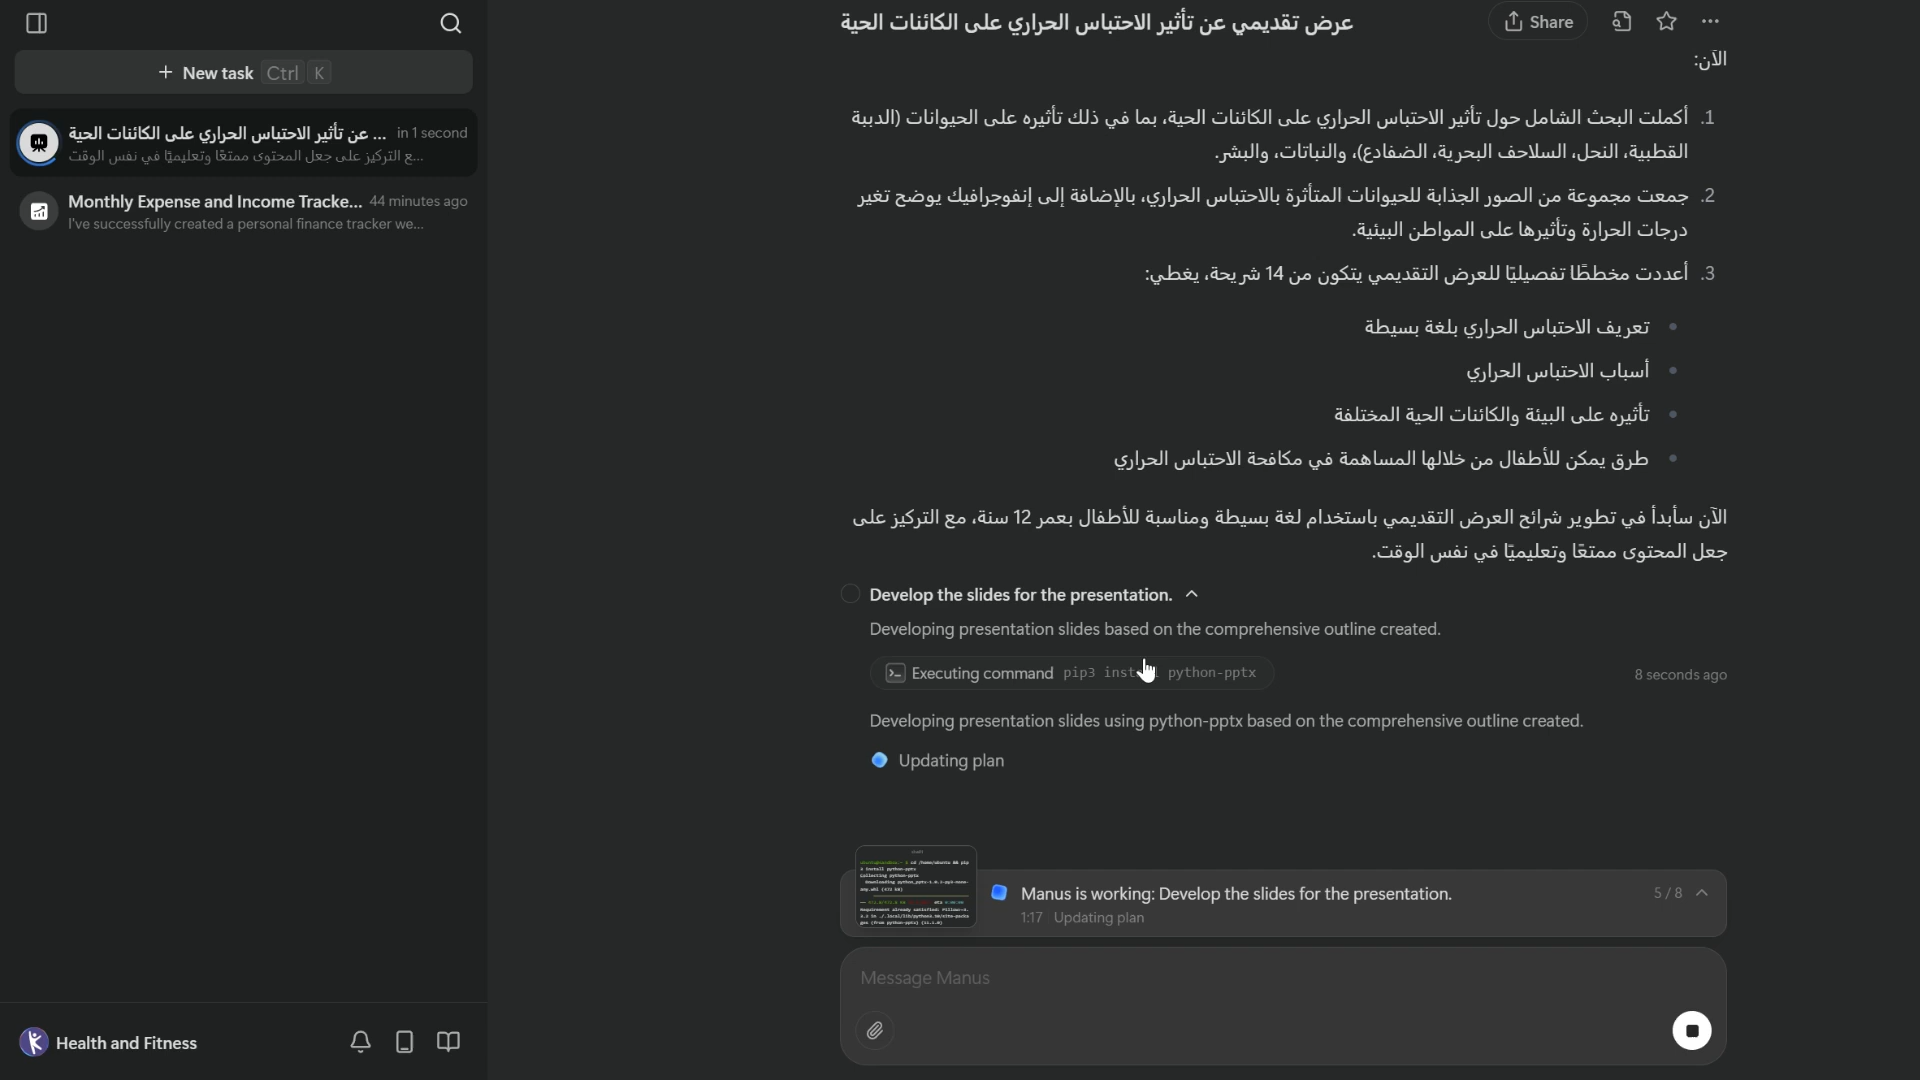 New task Ctrl K
... عن تأثير الاحتباس الحراري على الكائنات الحية in 1 second
...مع التركيز على جعل المحتوى ممتعًا وتعليميًا في نفس الوقت
Monthly Expense and Income Tracke... 44 minutes ago
I've successfully created a personal finance tracker we...
Health and Fitness
عرض تقديمي عن تأثير الاحتباس الحراري على الكائنات الحية
Share
الآن:
1. أكملت البحث الشامل حول تأثير الاحتباس الحراري على الكائنات الحية، بما في ذلك تأثيره على الحيوانات (الدببة
القطبية، النحل، السلاحف البحرية، الضفادع)، والنباتات، والبشر.
2. جمعت مجموعة من الصور الجذابة للحيوانات المتأثرة بالاحتباس الحراري، بالإضافة إلى إنفوجرافيك يوضح تغير
درجات الحرارة وتأثيرها على المواطن البيئية.
3. أعددت مخططًا تفصيليًا للعرض التقديمي يتكون من 14 شريحة، يغطي:
• تعريف الاحتباس الحراري بلغة بسيطة
• أسباب الاحتباس الحراري
• تأثيره على البيئة والكائنات الحية المختلفة
• طرق يمكن للأطفال من خلالها المساهمة في مكافحة الاحتباس الحراري
الآن سأبدأ في تطوير شرائح العرض التقديمي باستخدام لغة بسيطة ومناسبة للأطفال بعمر 12 سنة، مع التركيز على
جعل المحتوى ممتعًا وتعليميًا في نفس الوقت.
Develop the slides for the presentation.
Developing presentation slides based on the comprehensive outline created.
Executing command pip3 install python-pptx 8 seconds ago
Developing presentation slides using python-pptx based on the comprehensive outline created.
Updating plan
Manus is working: Develop the slides for the presentation. 5 / 8
1:17 Updating plan
Message Manus